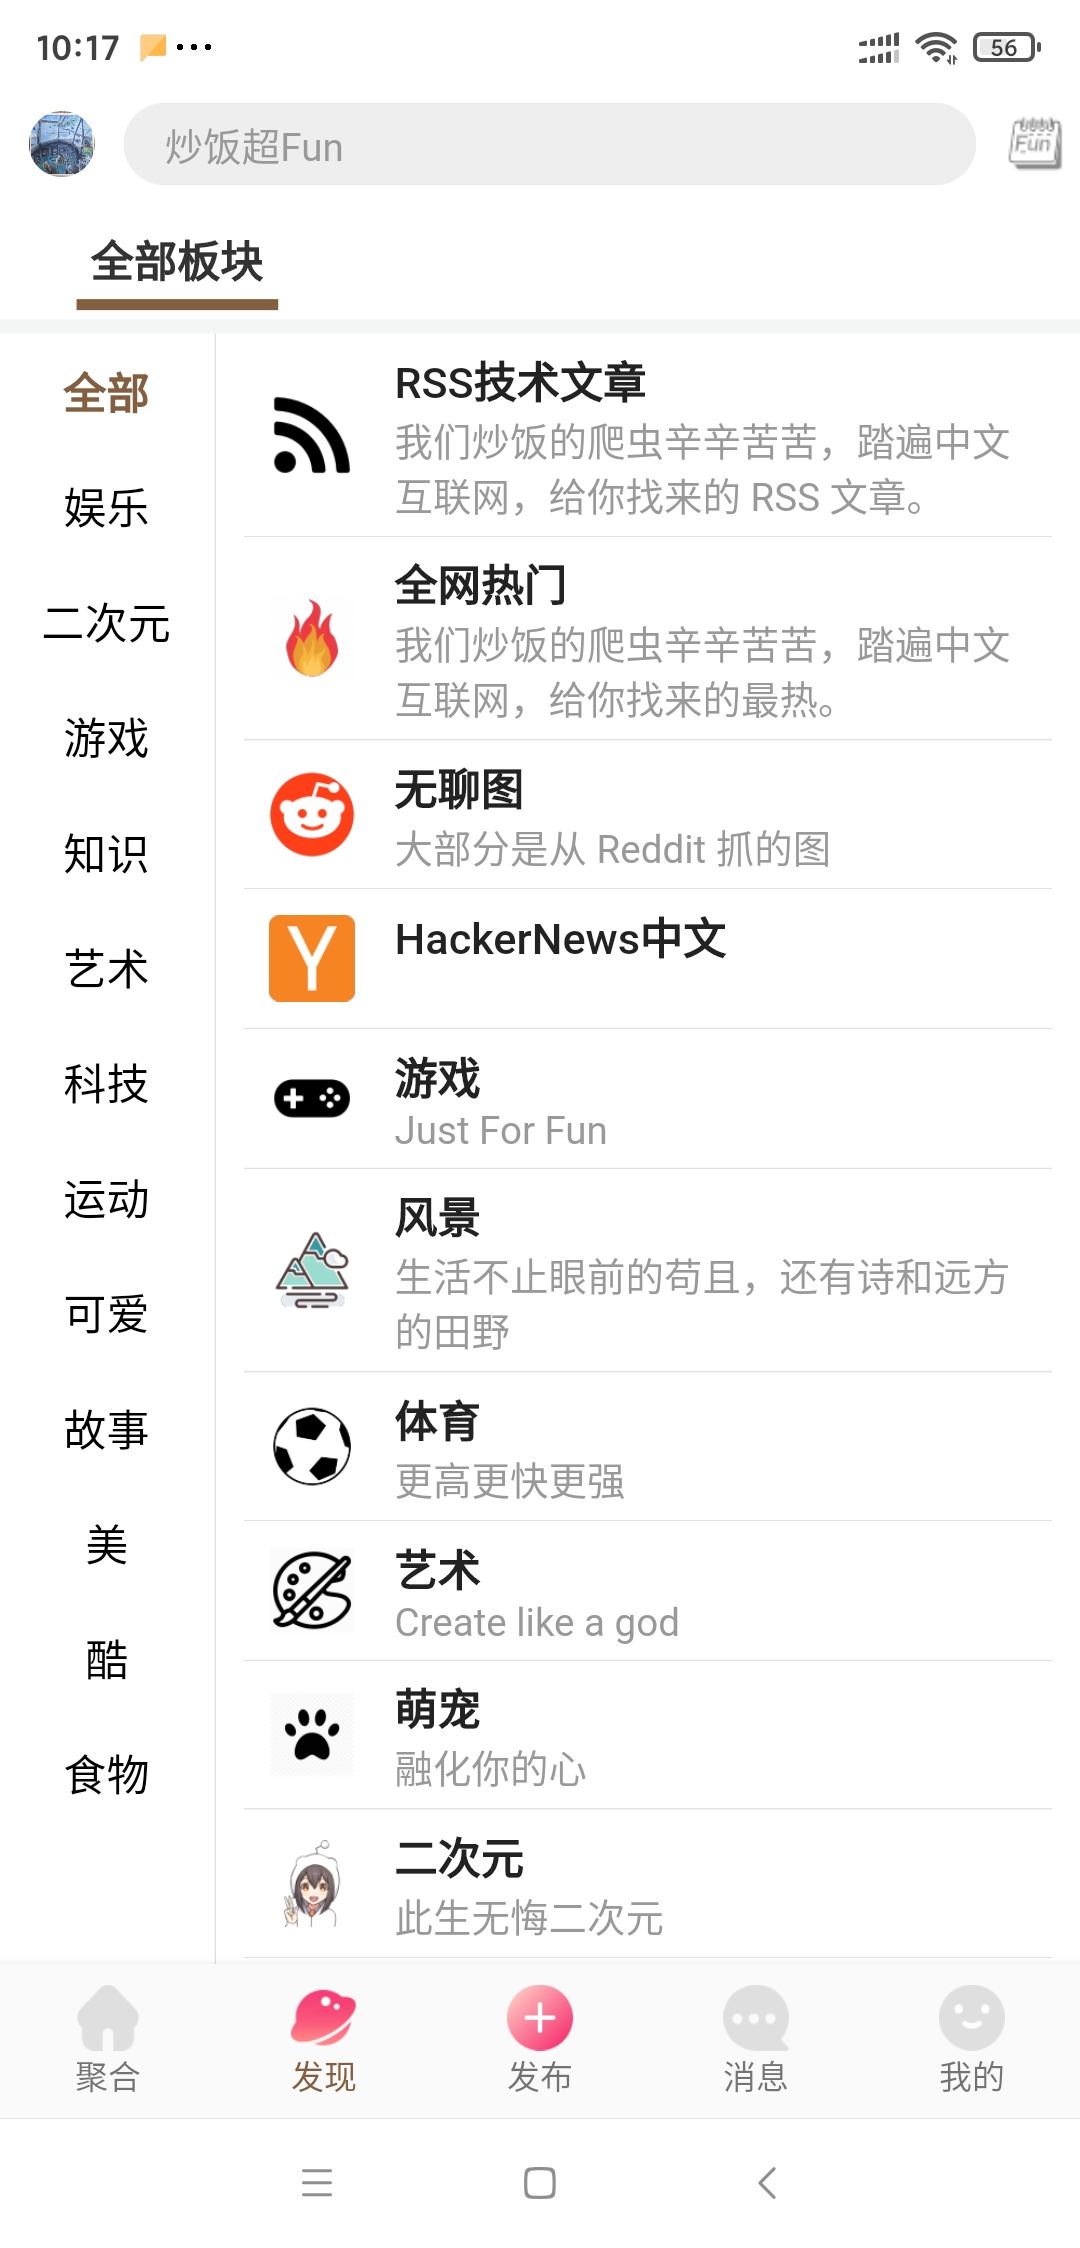 10:17
56
炒饭超Fun
Fun
全部板块
全部
娱乐
二次元
游戏
知识
艺术
科技
运动
可爱
故事
美
酷
食物
RSS技术文章
我们炒饭的爬虫辛辛苦苦，踏遍中文
互联网，给你找来的 RSS 文章。
全网热门
我们炒饭的爬虫辛辛苦苦，踏遍中文
互联网，给你找来的最热。
无聊图
大部分是从 Reddit 抓的图
Y
HackerNews中文
游戏
Just For Fun
风景
生活不止眼前的苟且，还有诗和远方
的田野
体育
更高更快更强
艺术
Create like a god
萌宠
融化你的心
二次元
此生无悔二次元
聚合
发现
发布
消息
我的